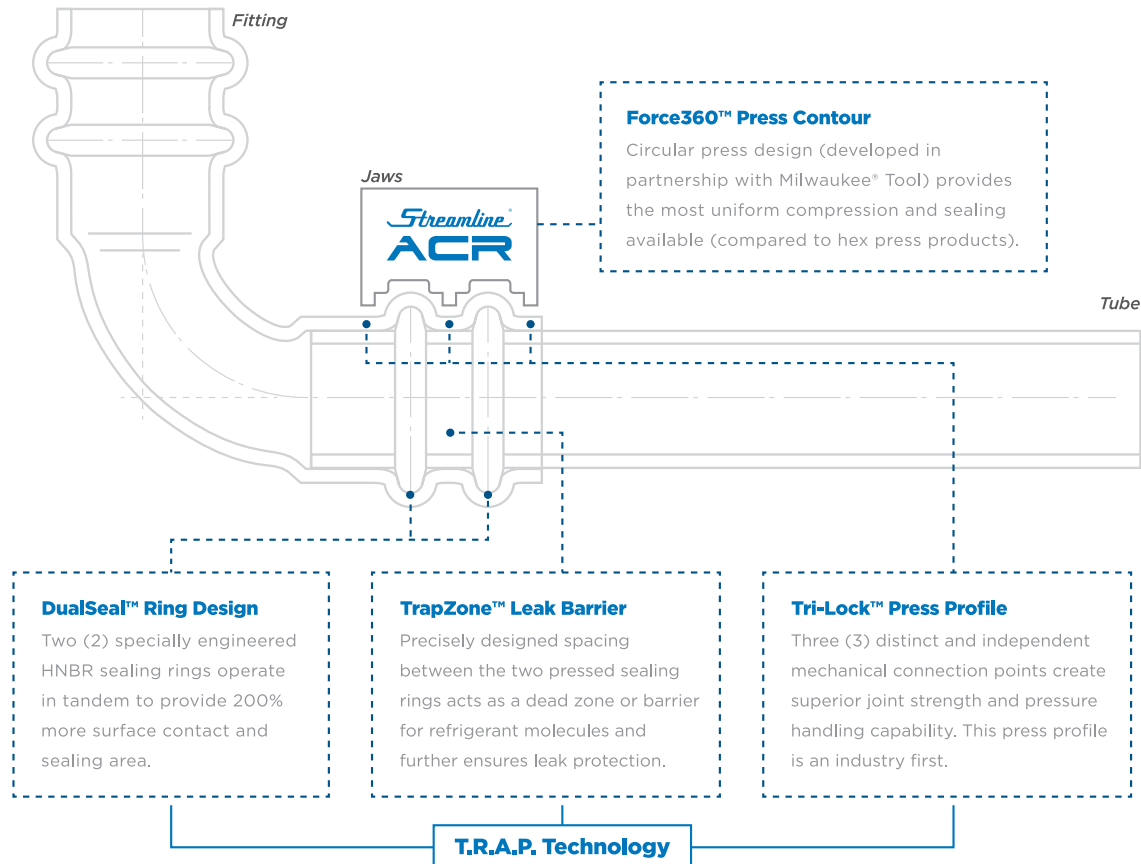 Fitting
Force360™ Press Contour
Circular press design (developed in
partnership with Milwaukee® Tool) provides
the most uniform compression and sealing
available (compared to hex press products).
Jaws
Streamline®
ACR
Tube
DualSeal™ Ring Design
Two (2) specially engineered
HNBR sealing rings operate
in tandem to provide 200%
more surface contact and
sealing area.
TrapZone™ Leak Barrier
Precisely designed spacing
between the two pressed sealing
rings acts as a dead zone or barrier
for refrigerant molecules and
further ensures leak protection.
Tri-Lock™ Press Profile
Three (3) distinct and independent
mechanical connection points create
superior joint strength and pressure
handling capability. This press profile
is an industry first.
T.R.A.P. Technology